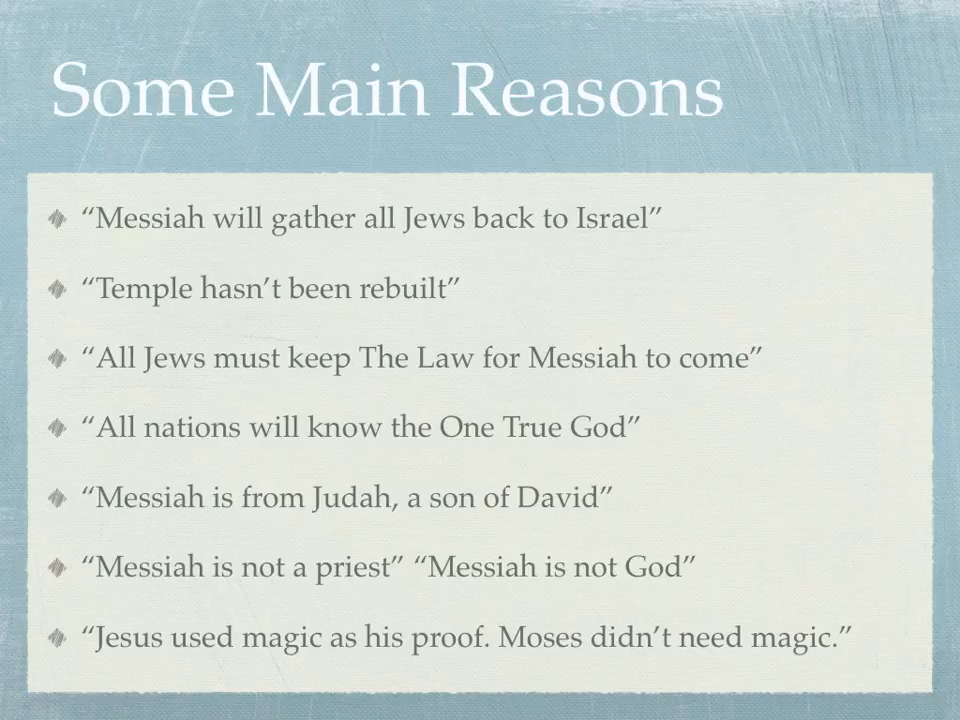 Some Main Reasons
“Messiah will gather all Jews back to Israel”
“Temple hasn’t been rebuilt”
“All Jews must keep The Law for Messiah to come”
“All nations will know the One True God”
“Messiah is from Judah, a son of David”
“Messiah is not a priest” “Messiah is not God”
“Jesus used magic as his proof. Moses didn’t need magic.”